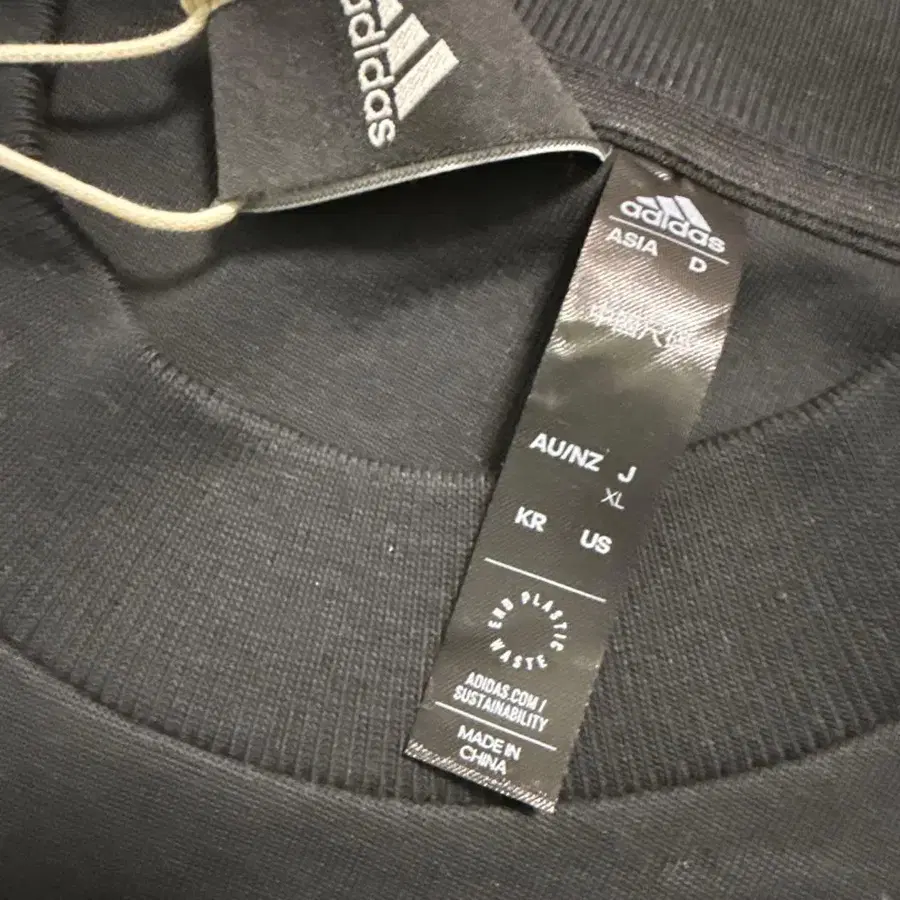 adidas
adidas
ASIA D
AU/NZ J
XL
KR US
END PLASTIC WASTE
ADIDAS.COM/
SUSTAINABILITY
MADE IN
CHINA